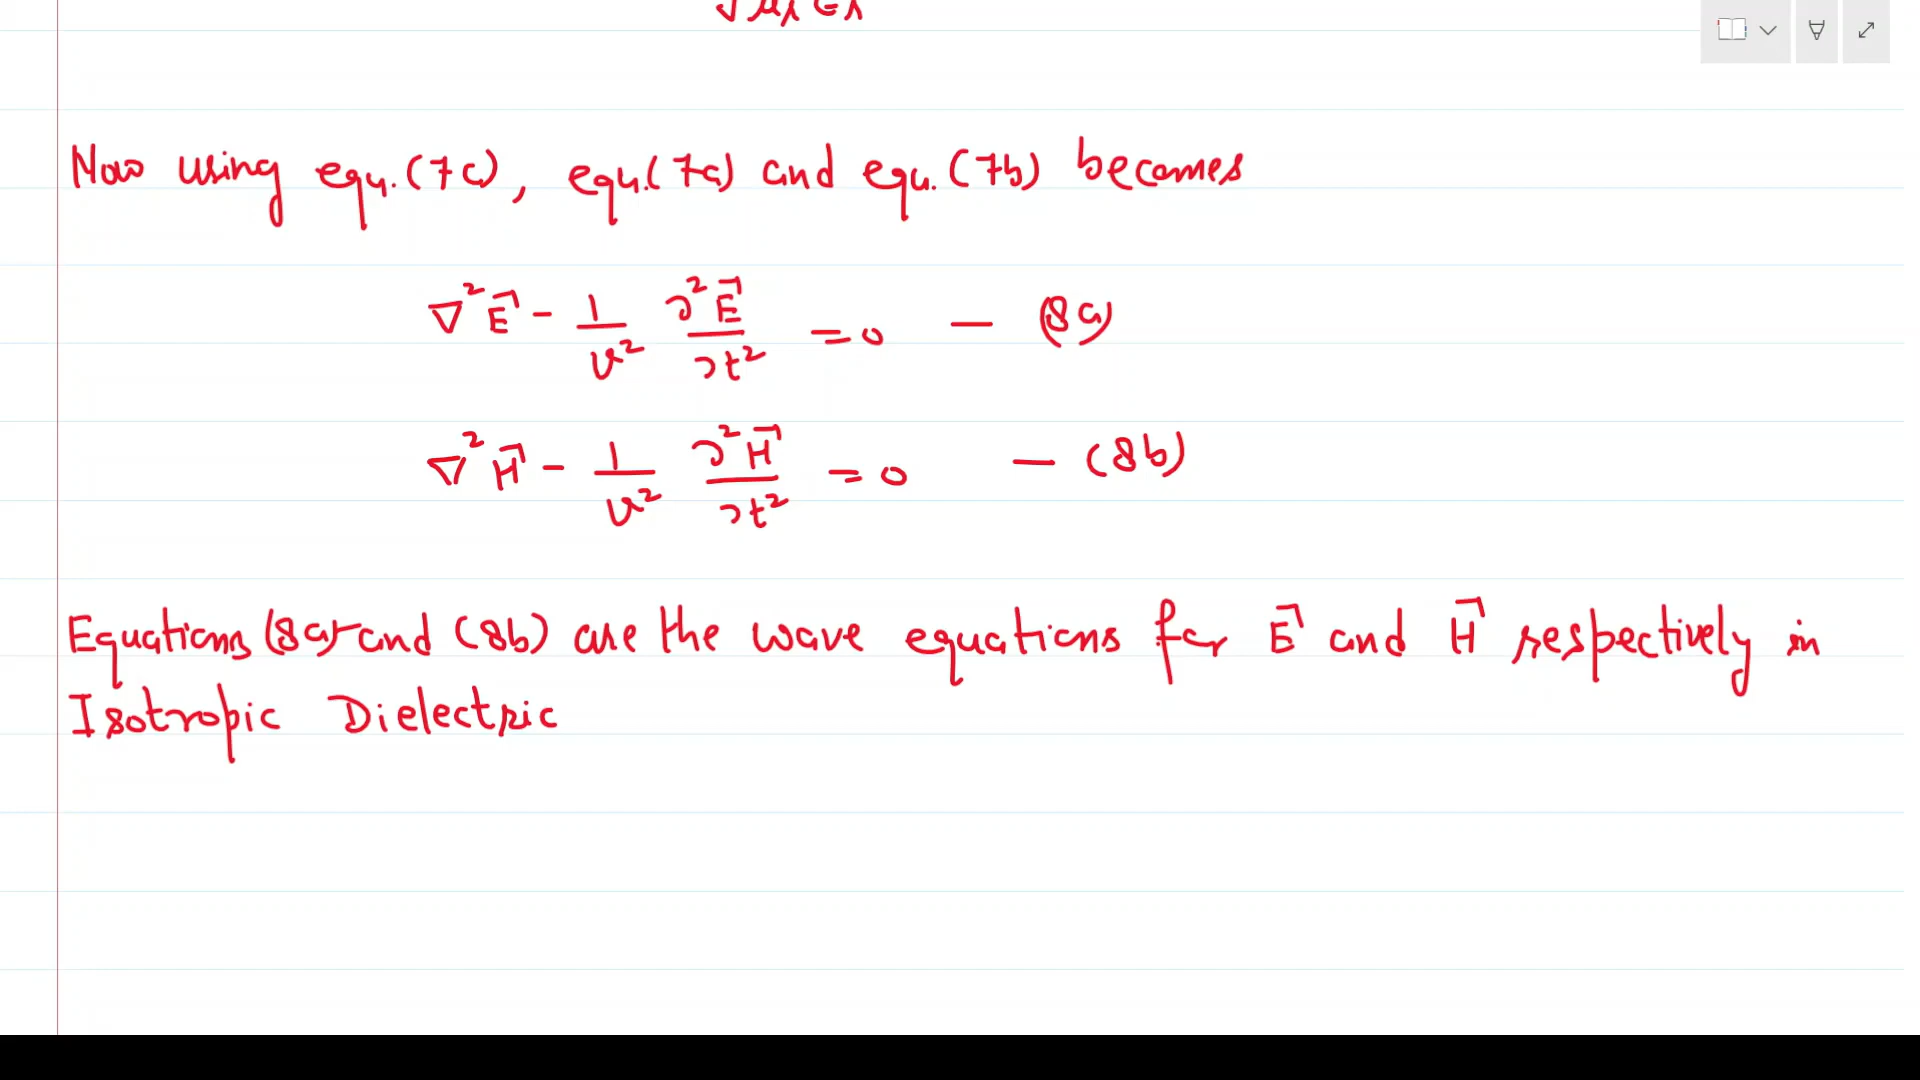 √μᵣ ϵᵣ
Now using equ.(7c), equ.(7a) and equ.(7b) becomes
∇²E⃗ - 1/v² ∂²E⃗/∂t² = 0 — (8a)
∇²H⃗ - 1/v² ∂²H⃗/∂t² = 0 — (8b)
Equations (8a) and (8b) are the wave equations for E⃗ and H⃗ respectively in
Isotropic Dielectric